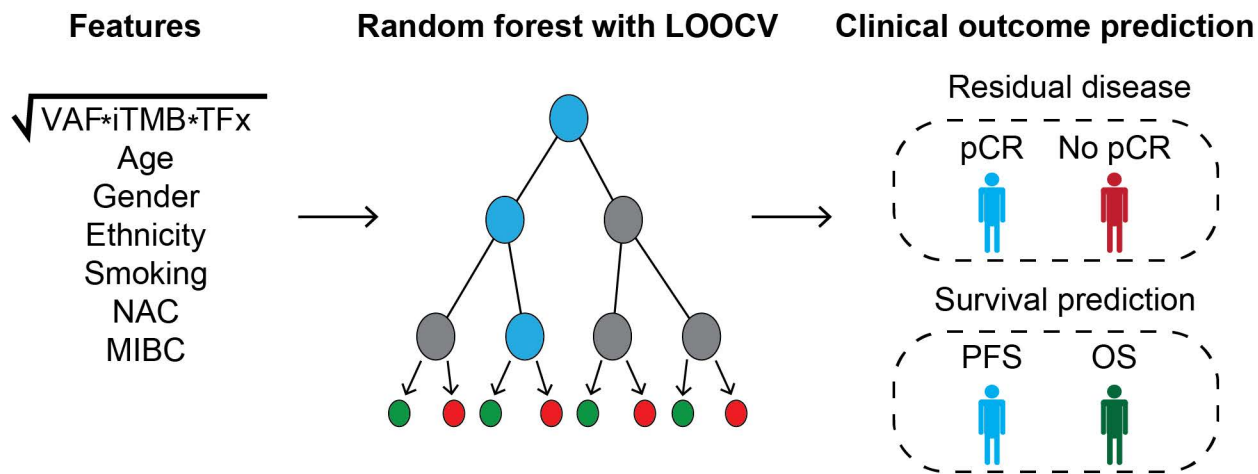 Features
√VAF*iTMB*TFx
Age
Gender
Ethnicity
Smoking
NAC
MIBC
Random forest with LOOCV
Clinical outcome prediction
Residual disease
pCR No pCR
Survival prediction
PFS OS